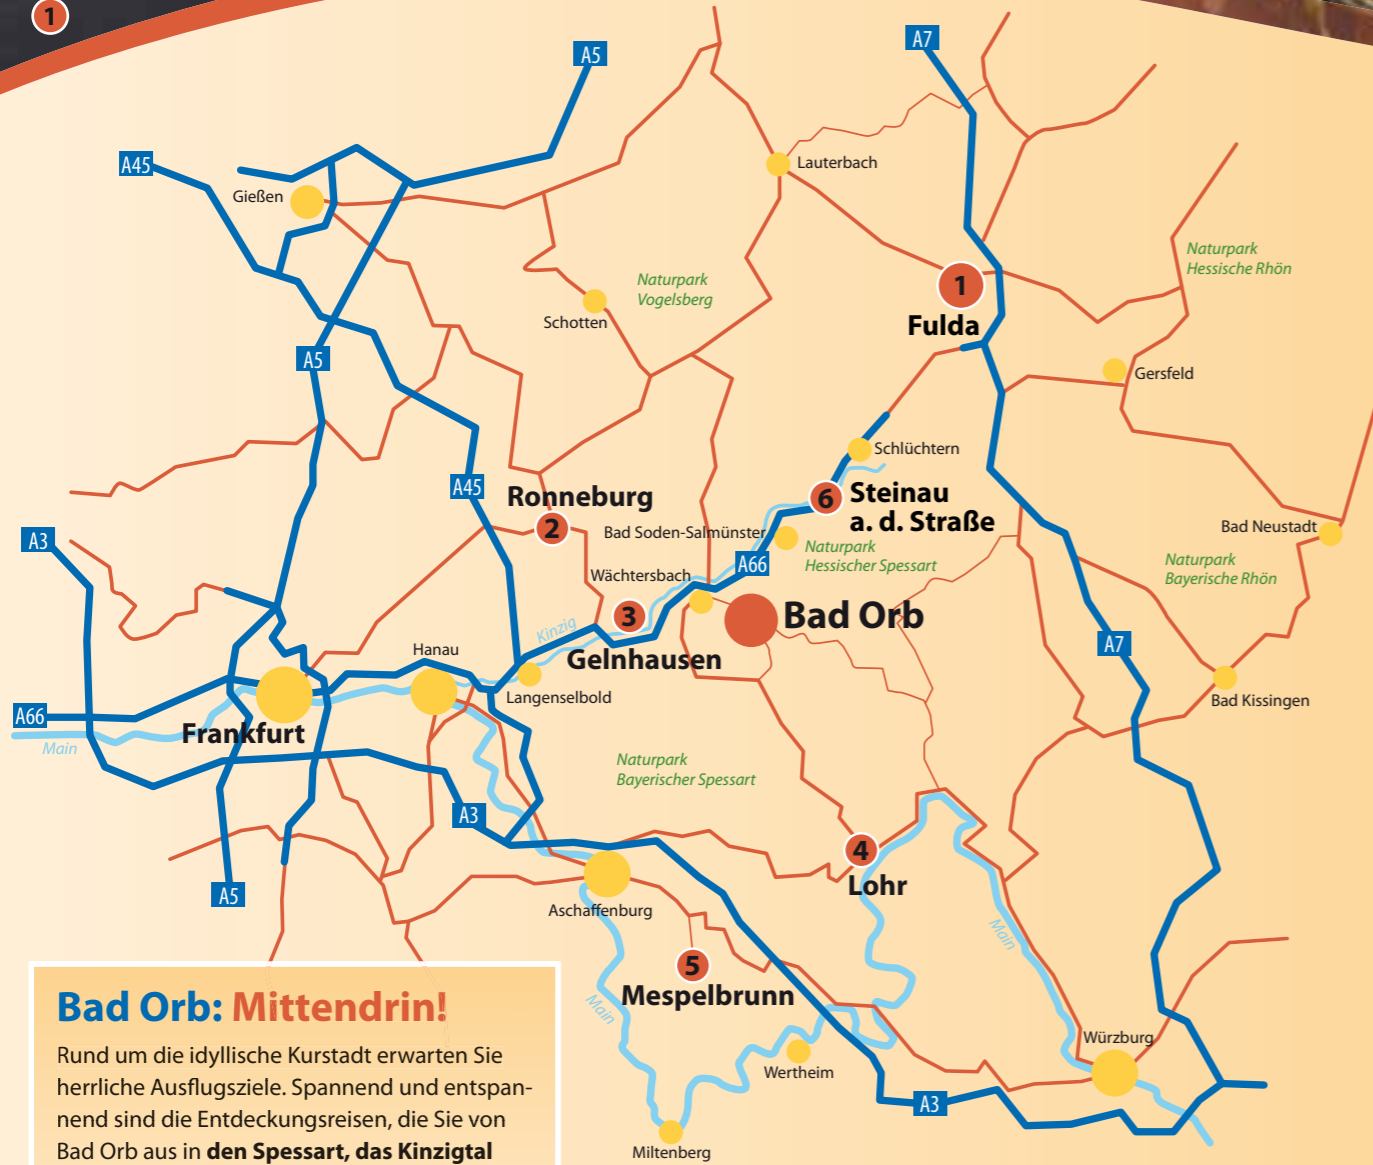 1
A5
A7
A45
Lauterbach
Gießen
Naturpark
Hessische Rhön
Naturpark
Vogelsberg
1
Schotten
Fulda
A5
Gersfeld
Schlüchtern
A45
Ronneburg
6
Steinau
a. d. Straße
2
Bad Soden-Salmünster
Bad Neustadt
A3
Naturpark
Hessischer Spessart
A66
Naturpark
Bayerische Rhön
Wächtersbach
3
Bad Orb
Kinzig
A7
Hanau
Gelnhausen
Langenselbold
Bad Kissingen
A66
Frankfurt
Main
Naturpark
Bayerischer Spessart
A3
4
Lohr
A5
Aschaffenburg
Main
5
Mespelbrunn
Main
Würzburg
Wertheim
A3
Miltenberg
Bad Orb: Mittendrin!
Rund um die idyllische Kurstadt erwarten Sie
herrliche Ausflugsziele. Spannend und entspan-
nend sind die Entdeckungsreisen, die Sie von
Bad Orb aus in den Spessart, das Kinzigtal